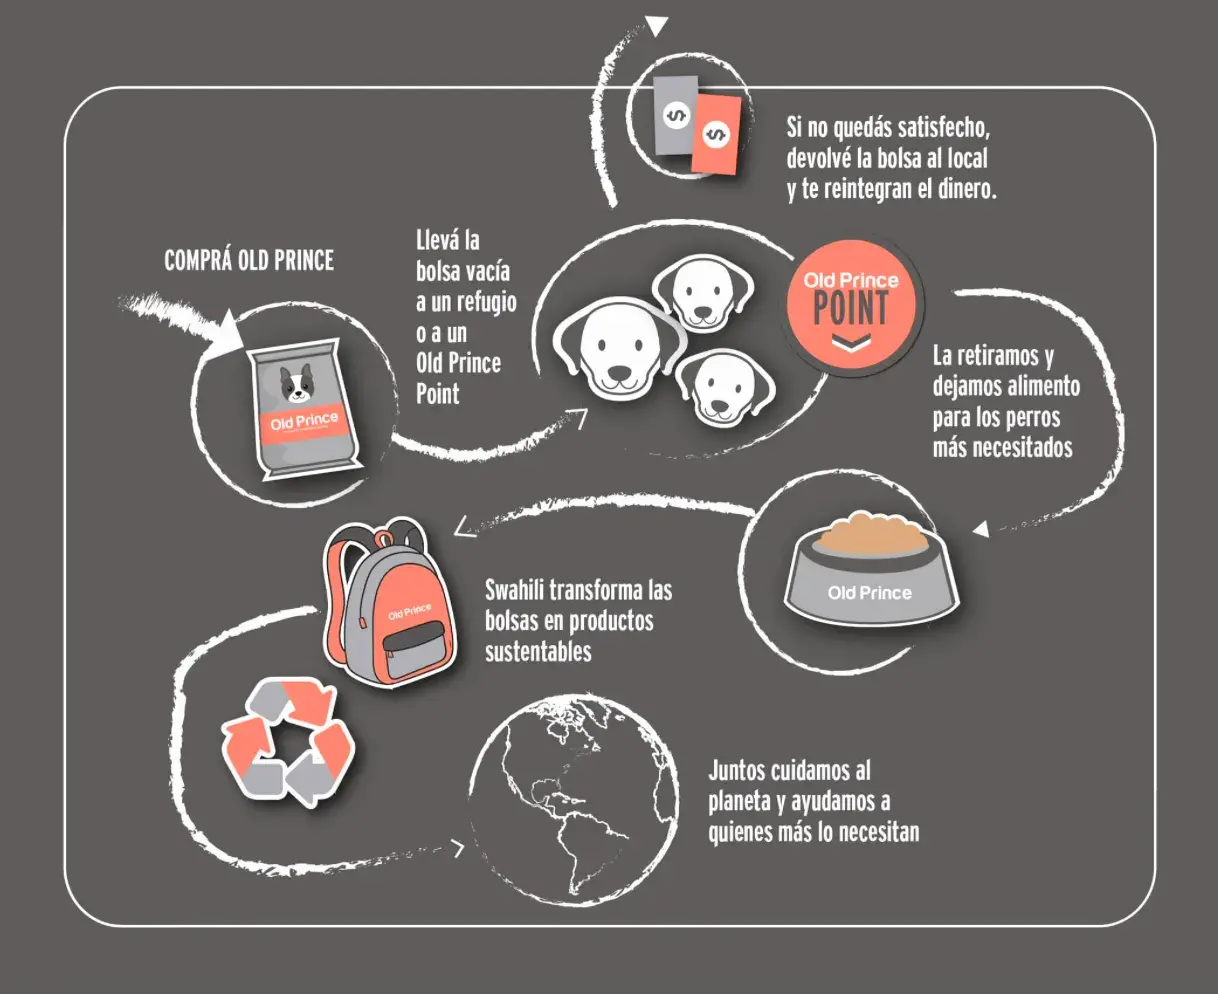 COMPRÁ OLD PRINCE
Old Prince
Llevá la
bolsa vacía
a un refugio
o a un
Old Prince
Point
$
$
Si no quedás satisfecho,
devolvé la bolsa al local
y te reintegran el dinero.
Old Prince
POINT
La retiramos y
dejamos alimento
para los perros
más necesitados
Old Prince
Old Prince
Swahili transforma las
bolsas en productos
sustentables
Juntos cuidamos al
planeta y ayudamos a
quienes más lo necesitan